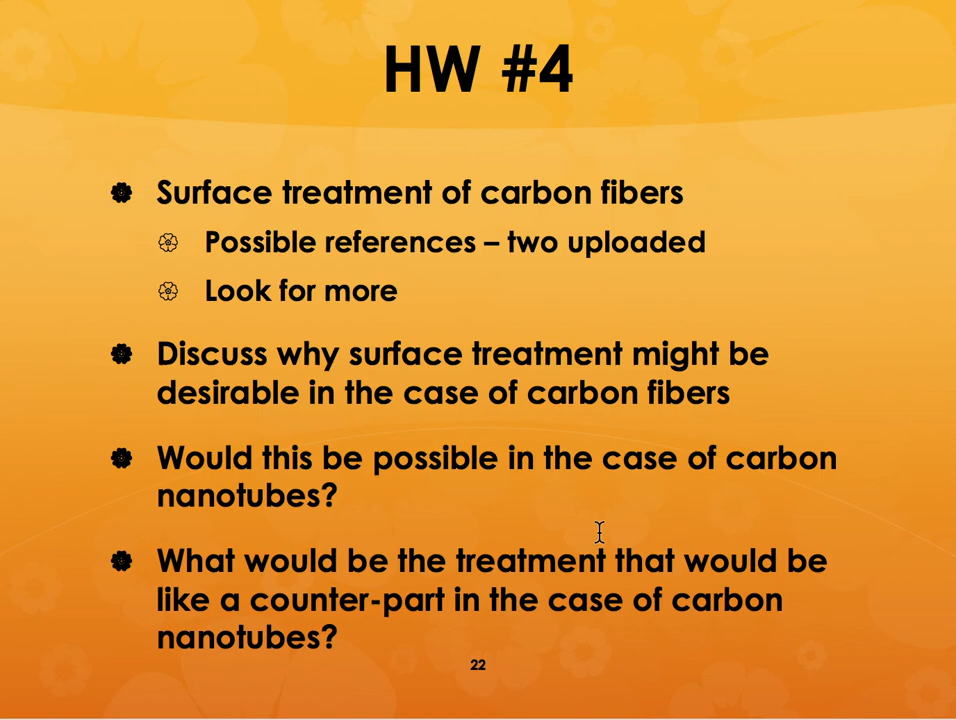 HW #4
Surface treatment of carbon fibers
Possible references – two uploaded
Look for more
Discuss why surface treatment might be
desirable in the case of carbon fibers
Would this be possible in the case of carbon
nanotubes?
What would be the treatment that would be
like a counter-part in the case of carbon
nanotubes?
22